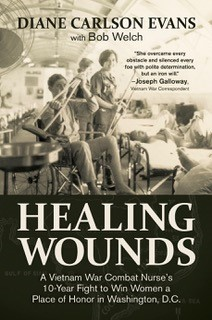 DIANE CARLSON EVANS
with Bob Welch
"She overcame every
obstacle and silenced every
foe with polite determination,
but an iron will."
—Joseph Galloway,
Vietnam War Correspondent
HEALING
WOUNDS
A Vietnam War Combat Nurse's
10-Year Fight to Win Women a
Place of Honor in Washington, D.C.